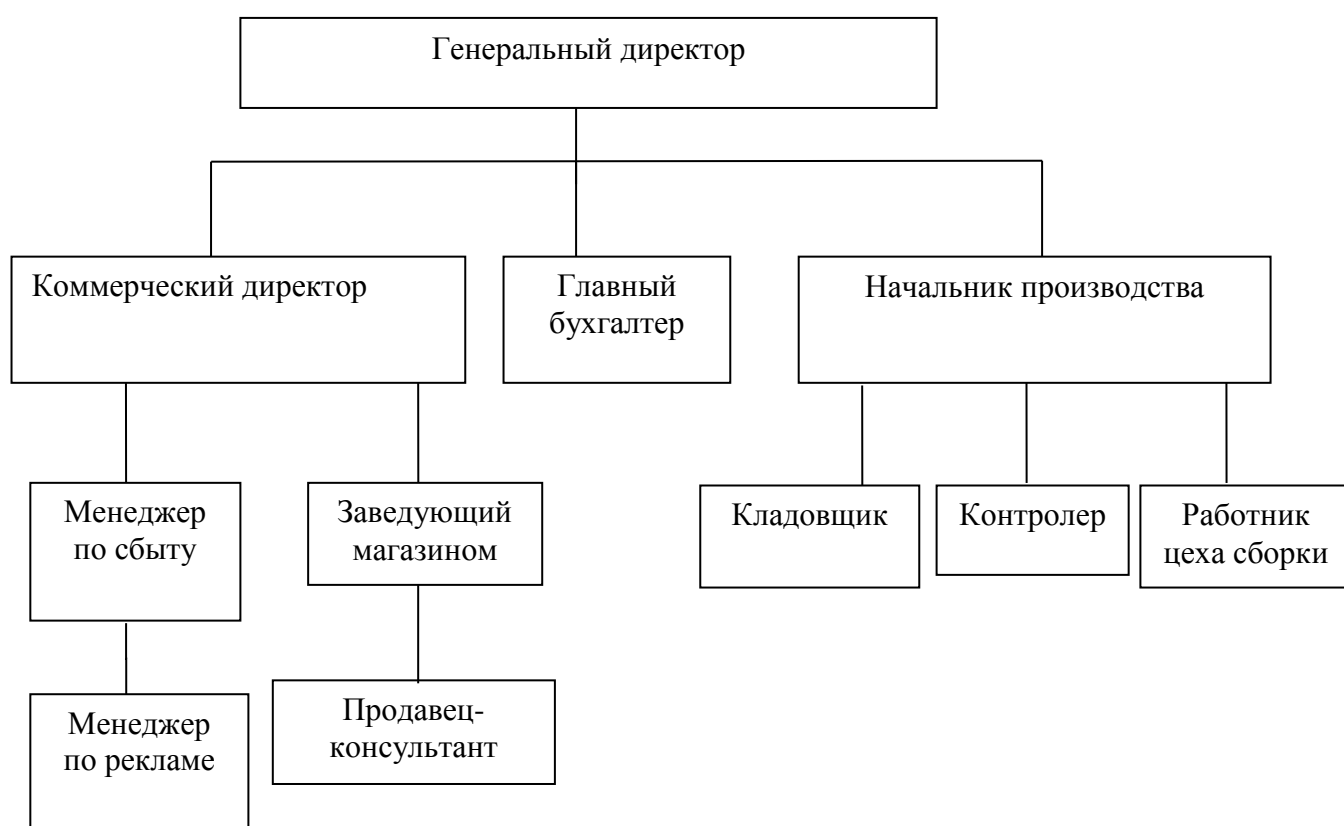 Генеральный директор
Коммерческий директор
Главный
бухгалтер
Начальник производства
Менеджер
по сбыту
Заведующий
магазином
Кладовщик
Контролер
Работник
цеха сборки
Менеджер
по рекламе
Продавец-
консультант